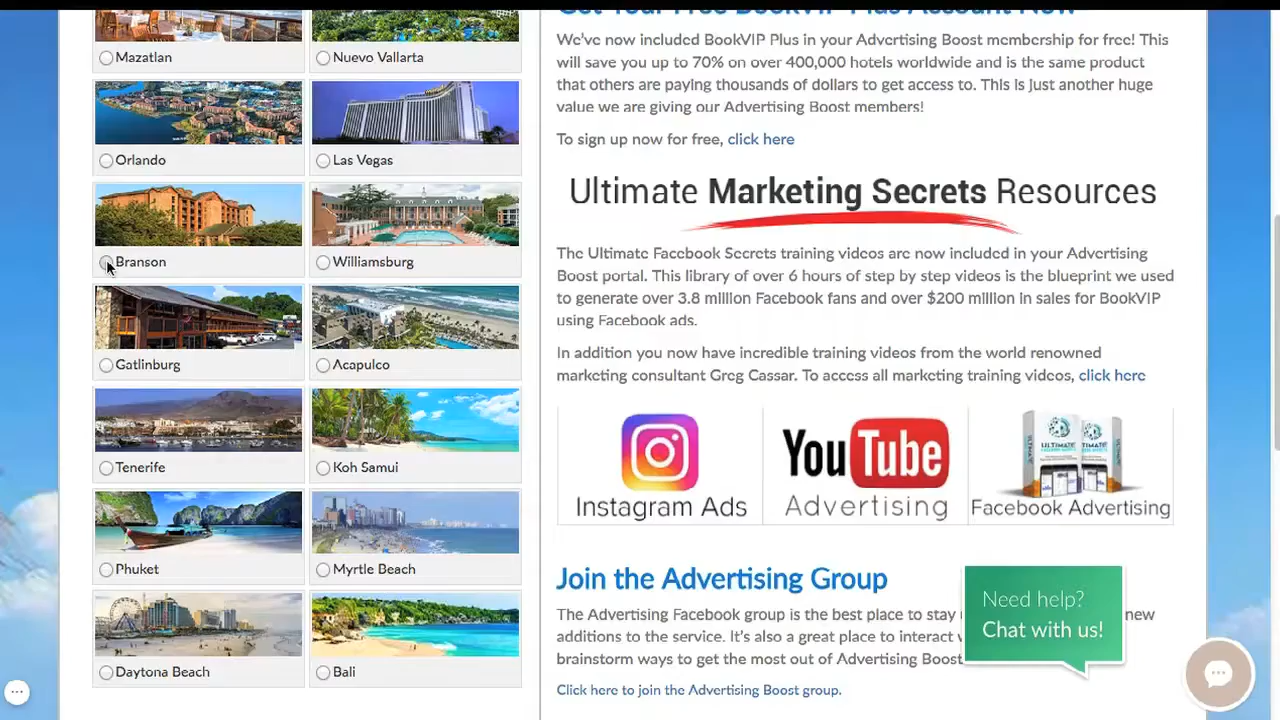 Mazatlan
Nuevo Vallarta
Orlando
Las Vegas
Branson
Williamsburg
Gatlinburg
Acapulco
Tenerife
Koh Samui
Phuket
Myrtle Beach
Daytona Beach
Bali
Get Your Free BookVIP Plus Account Now
We've now included BookVIP Plus in your Advertising Boost membership for free! This
will save you up to 70% on over 400,000 hotels worldwide and is the same product
that others are paying thousands of dollars to get access to. This is just another huge
value we are giving our Advertising Boost members!
To sign up now for free, click here
Ultimate Marketing Secrets Resources
The Ultimate Facebook Secrets training videos are now included in your Advertising
Boost portal. This library of over 6 hours of step by step videos is the blueprint we used
to generate over 3.8 million Facebook fans and over $200 million in sales for BookVIP
using Facebook ads.
In addition you now have incredible training videos from the world renowned
marketing consultant Greg Cassar. To access all marketing training videos, click here
Instagram Ads
YouTube
Advertising
ULTIMATE
Facebook Advertising
Join the Advertising Group
The Advertising Facebook group is the best place to stay new
additions to the service. It's also a great place to interact
brainstorm ways to get the most out of Advertising Boost
Click here to join the Advertising Boost group.
Need help?
Chat with us!